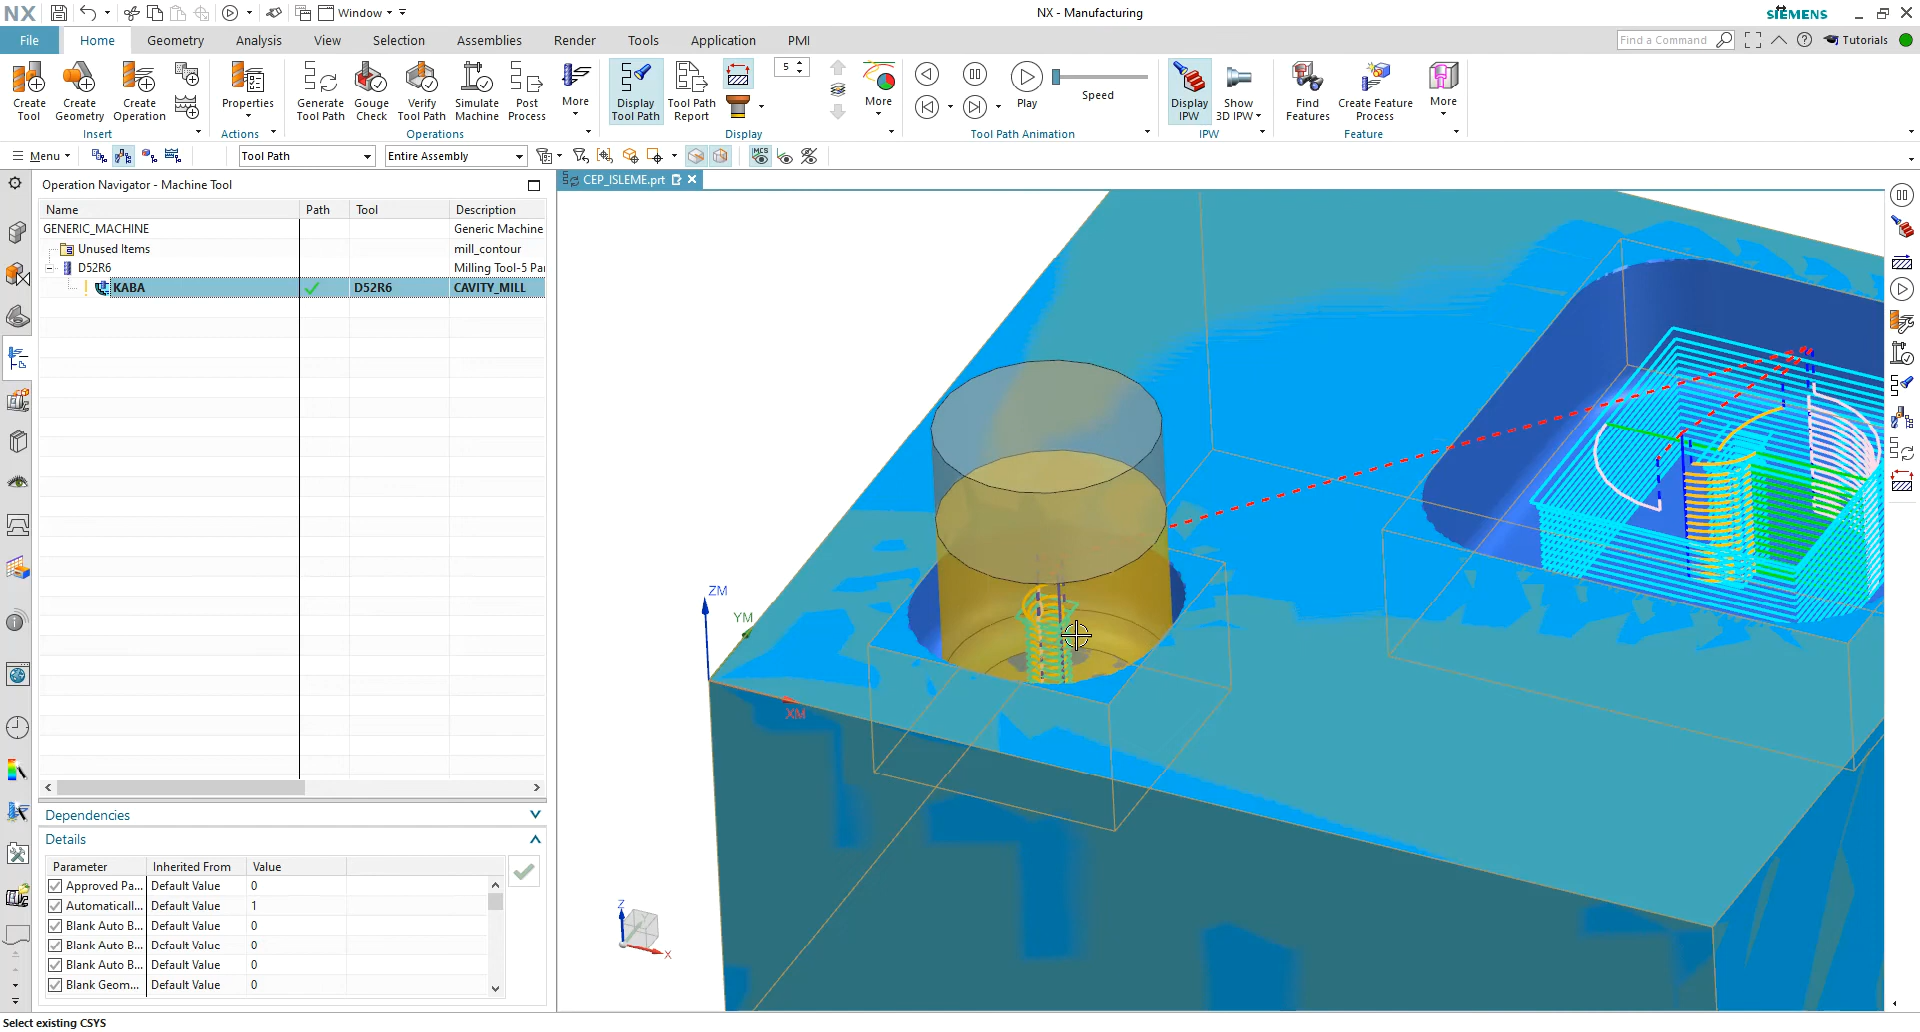 NX
Window
NX - Manufacturing
SIEMENS
File
Home
Geometry
Analysis
View
Selection
Assemblies
Render
Tools
Application
PMI
Find a Command
Tutorials
Create Tool
Create Geometry
Create Operation
Properties
Generate Tool Path
Gouge Check
Verify Tool Path
Simulate Machine
Post Process
More
Display Tool Path
Tool Path Report
5
More
Play
Speed
Display IPW
Show 3D IPW
Find Features
Create Feature Process
More
Insert
Actions
Operations
Display
Tool Path Animation
IPW
Feature
Menu
Tool Path
Entire Assembly
MCS
Operation Navigator - Machine Tool
CEP_ISLEME.prt
Name
Path
Tool
Description
GENERIC_MACHINE
Generic Machine
Unused Items
mill_contour
D52R6
Milling Tool-5 Par
KABA
D52R6
CAVITY_MILL
ZM
YM
XM
Dependencies
Details
Parameter
Inherited From
Value
Approved Pa...
Default Value
0
Automaticall...
Default Value
1
Blank Auto B...
Default Value
0
Blank Auto B...
Default Value
0
Blank Auto B...
Default Value
0
Blank Geom...
Default Value
0
Z
X
Select existing CSYS